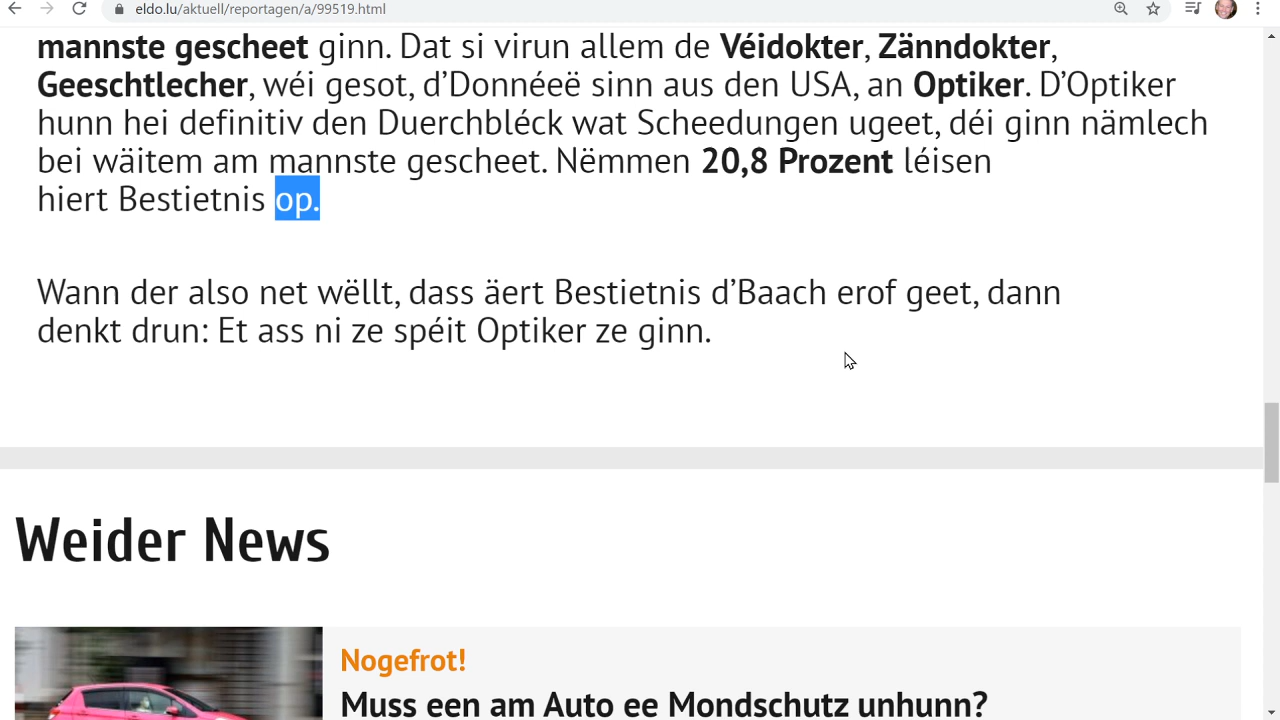 eldo.lu/aktuell/reportagen/a/99519.html
mannste gescheet ginn. Dat si virun allem de Véidokter, Zänndokter,
Geeschtlecher, wéi gesot, d’Donnéeë sinn aus den USA, an Optiker. D’Optiker
hunn hei definitiv den Duerchbléck wat Scheedungen ugeet, déi ginn nämlech
bei wäitem am mannste gescheet. Nëmmen 20,8 Prozent léisen
hiert Bestietnis op.
Wann der also net wëllt, dass äert Bestietnis d’Baach erof geet, dann
denkt drun: Et ass ni ze spéit Optiker ze ginn.
Weider News
Nogefrot!
Muss een am Auto ee Mondschutz unhunn?